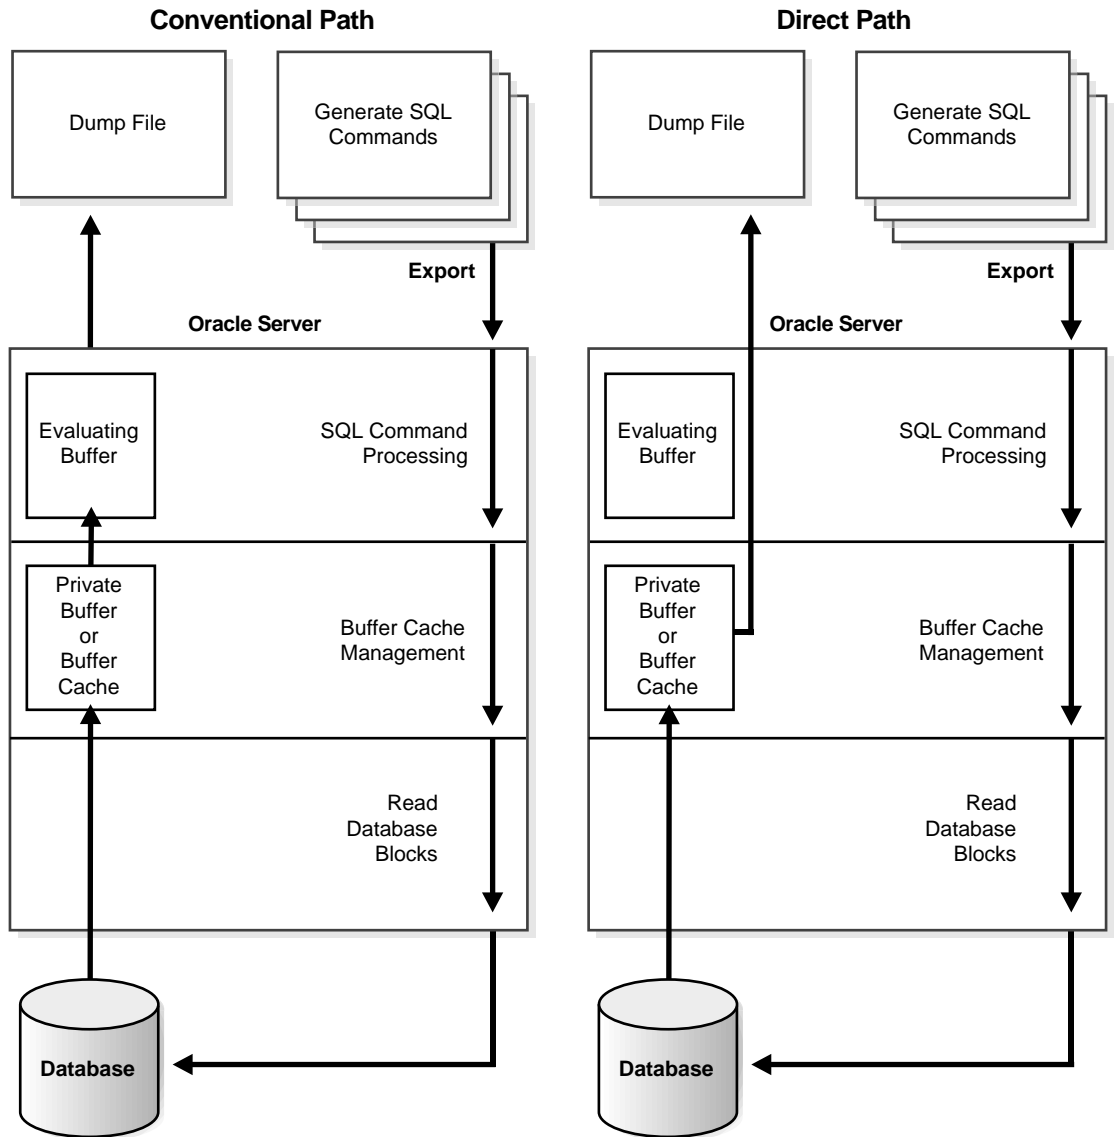 Conventional Path
Dump File
Generate SQL
Commands
Export
Oracle Server
Evaluating
Buffer
SQL Command
Processing
Private
Buffer
or
Buffer
Cache
Buffer Cache
Management
Read
Database
Blocks
Database
Direct Path
Dump File
Generate SQL
Commands
Export
Oracle Server
Evaluating
Buffer
SQL Command
Processing
Private
Buffer
or
Buffer
Cache
Buffer Cache
Management
Read
Database
Blocks
Database